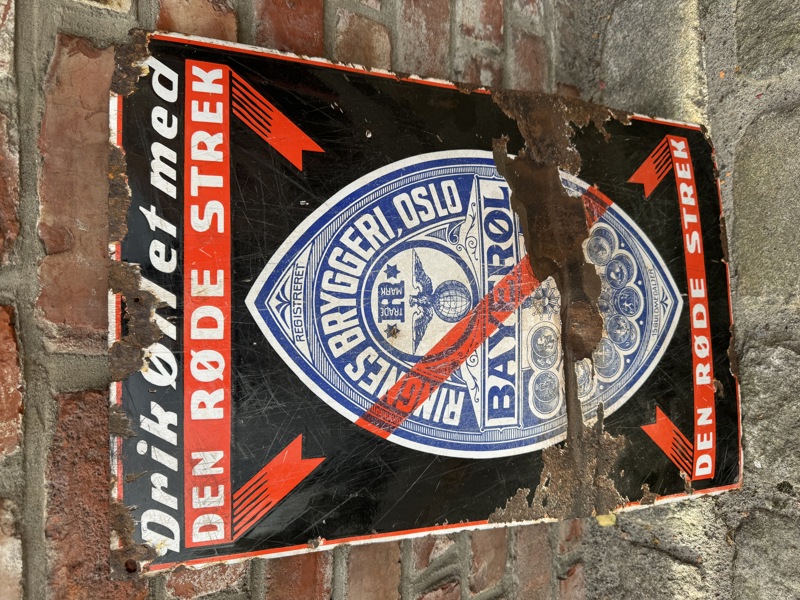 Drik Øllet med
DEN RØDE STREK
REGISTRERET
RINGNES BRYGGERI, OSLO
TRADE
MARK
BAYERØL
DEN RØDE STREK